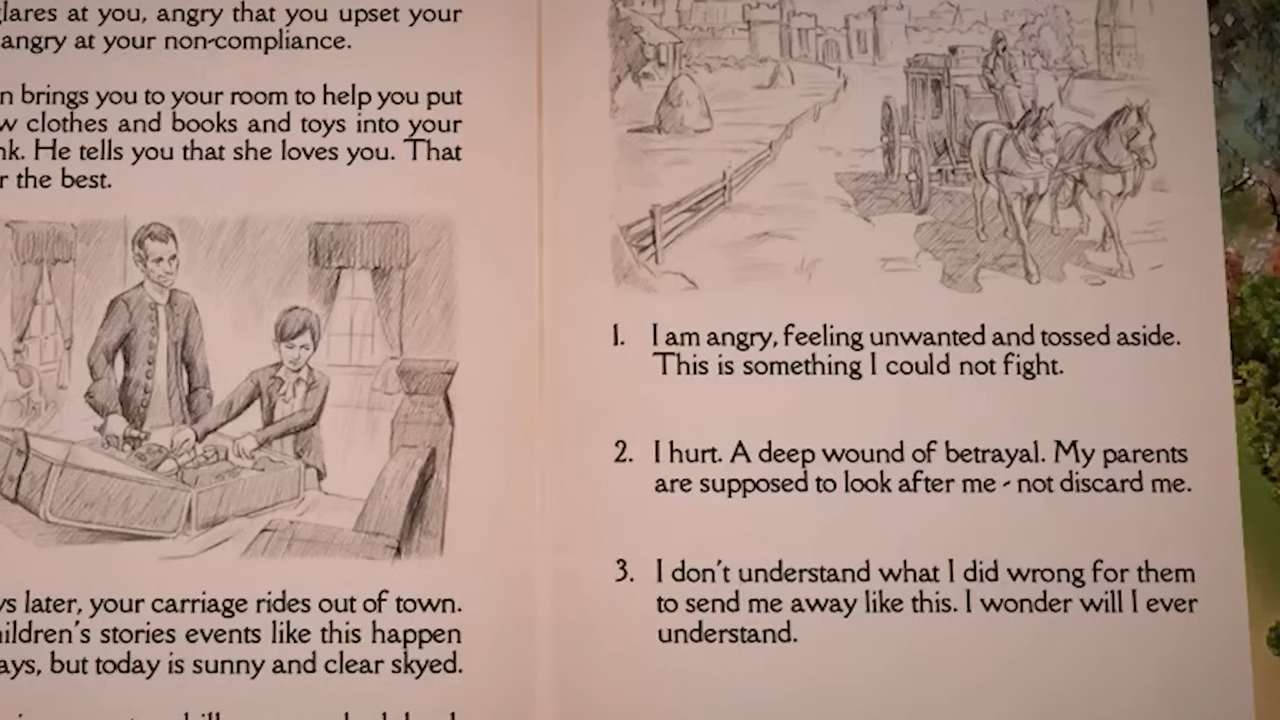 glares at you, angry that you upset your
angry at your non-compliance.
brings you to your room to help you put
clothes and books and toys into your
He tells you that she loves you. That
the best.
later, your carriage rides out of town.
stories events like this happen
but today is sunny and clear skyed.
1. I am angry, feeling unwanted and tossed aside.
This is something I could not fight.
2. I hurt. A deep wound of betrayal. My parents
are supposed to look after me - not discard me.
3. I don't understand what I did wrong for them
to send me away like this. I wonder will I ever
understand.